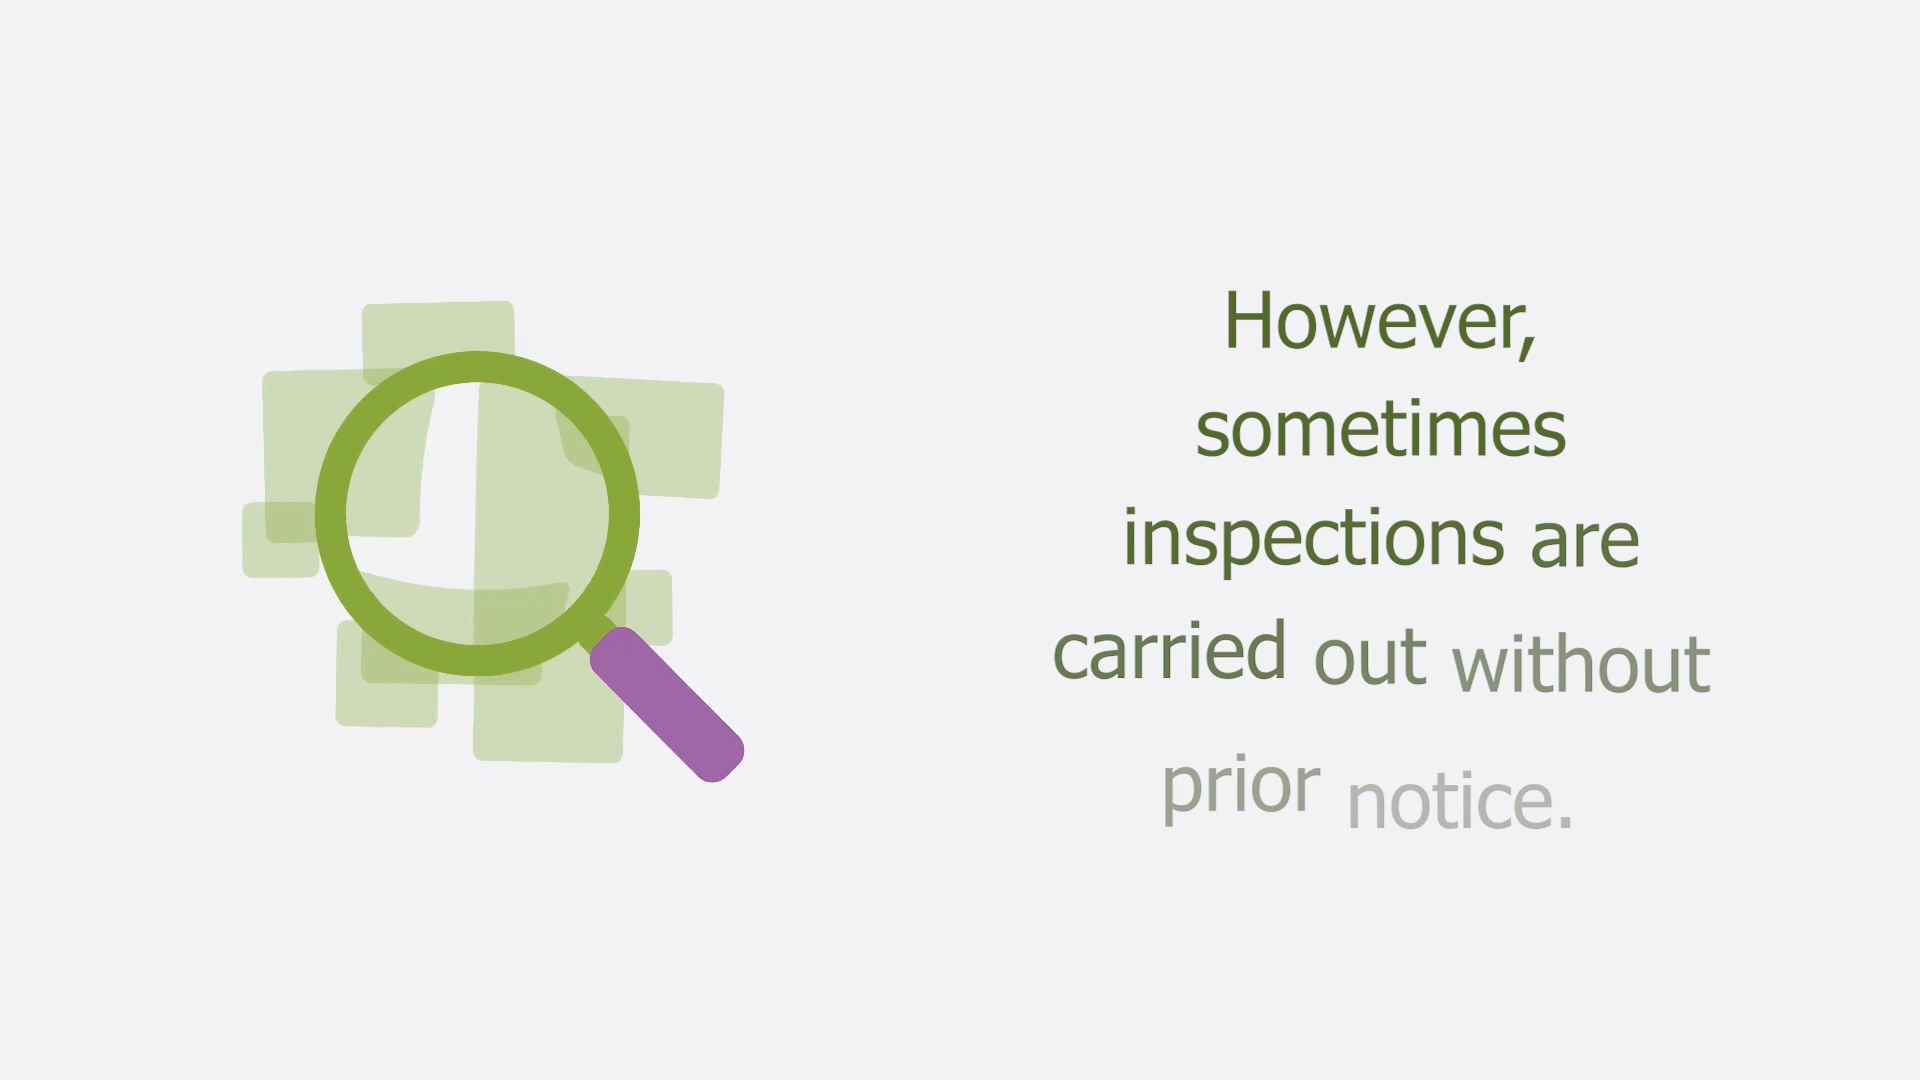 However,
sometimes
inspections are
carried out without
prior notice.